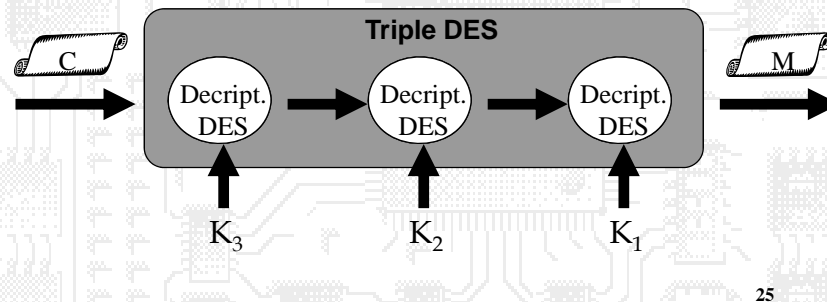 Triple DES
C
M
Decript.
DES
Decript.
DES
Decript.
DES
K₃
K₂
K₁
25